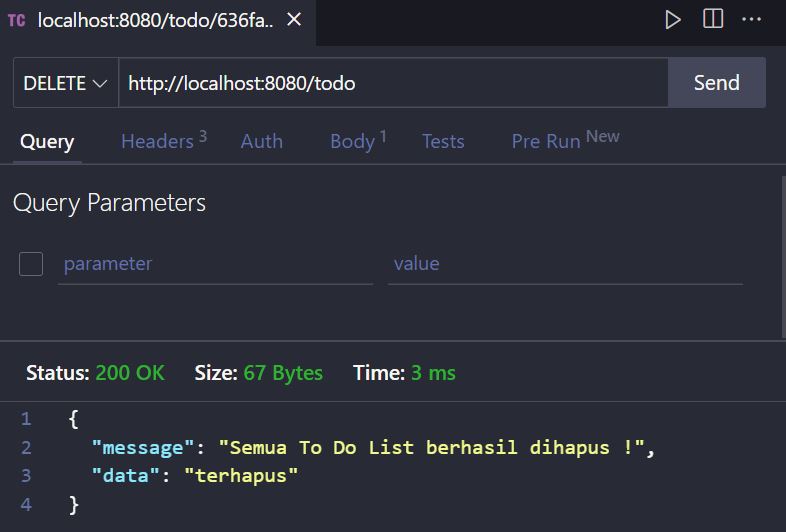 TC localhost:8080/todo/636fa.. ×
DELETE http://localhost:8080/todo Send
Query Headers 3 Auth Body 1 Tests Pre Run New
Query Parameters
parameter value
Status: 200 OK Size: 67 Bytes Time: 3 ms
1 {
2 "message": "Semua To Do List berhasil dihapus !",
3 "data": "terhapus"
4 }